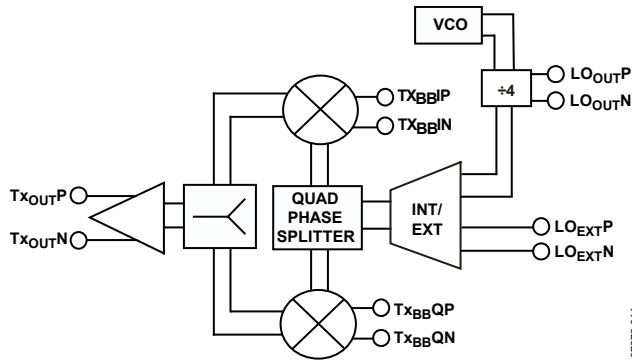 VCO
÷4
LOOUTP
LOOUTN
TXBBIP
TXBBIN
TxOUTP
TxOUTN
QUAD
PHASE
SPLITTER
INT/
EXT
LOEXTP
LOEXTN
TxBBQP
TxBBQN